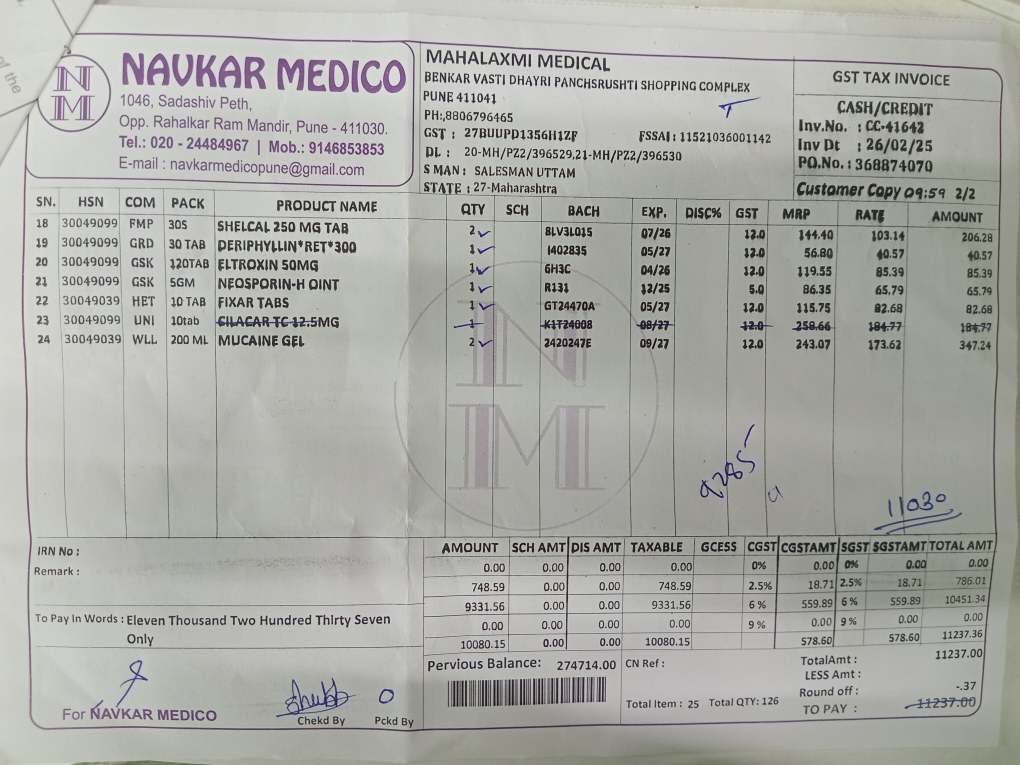 of the
NM
NAVKAR MEDICO
1046, Sadashiv Peth,
Opp. Rahalkar Ram Mandir, Pune - 411030.
Tel.: 020 - 24484967 | Mob.: 9146853853
E-mail : navkarmedicopune@gmail.com
MAHALAXMI MEDICAL
BENKAR VASTI DHAYRI PANCHSRUSHTI SHOPPING COMPLEX
PUNE 411041
PH:,8806796465
GST : 27BUUPD1356H1ZF FSSAI : 11521036001142
DL : 20-MH/PZ2/396529,21-MH/PZ2/396530
S MAN : SALESMAN UTTAM
STATE : 27-Maharashtra
GST TAX INVOICE
CASH/CREDIT
Inv.No. : CC-41642
Inv Dt : 26/02/25
PO.No. : 368874070
Customer Copy 09:59 2/2
SN. HSN COM PACK PRODUCT NAME QTY SCH BACH EXP. DISC% GST MRP RATE AMOUNT
18 30049099 FMP 30S SHELCAL 250 MG TAB 2 8LV3L015 07/26 12.0 144.40 103.14 206.28
19 30049099 GRD 30 TAB DERIPHYLLIN*RET*300 1 I402835 05/27 12.0 56.80 40.57 40.57
20 30049099 GSK 120TAB ELTROXIN 50MG 1 6H3C 04/26 12.0 119.55 85.39 85.39
21 30049099 GSK 5GM NEOSPORIN-H OINT 1 R131 12/25 5.0 86.35 65.79 65.79
22 30049039 HET 10 TAB FIXAR TABS 1 GT24470A 05/27 12.0 115.75 82.68 82.68
23 30049099 UNI 10tab CILACAR TC 12.5MG 1 K1T24008 08/27 12.0 258.66 184.77 184.77
24 30049039 WLL 200 ML MUCAINE GEL 2 2420247E 09/27 12.0 243.07 173.62 347.24
NM
9285
11030
IRN No :
Remark :
To Pay In Words : Eleven Thousand Two Hundred Thirty Seven
Only
AMOUNT SCH AMT DIS AMT TAXABLE GCESS CGST CGSTAMT SGST SGSTAMT TOTAL AMT
0.00 0.00 0.00 0.00 0% 0.00 0% 0.00 0.00
748.59 0.00 0.00 748.59 2.5% 18.71 2.5% 18.71 786.01
9331.56 0.00 0.00 9331.56 6 % 559.89 6 % 559.89 10451.34
0.00 0.00 0.00 0.00 9 % 0.00 9 % 0.00 0.00
10080.15 0.00 0.00 10080.15 578.60 578.60 11237.36
Pervious Balance: 274714.00
CN Ref :
Total Item : 25 Total QTY: 126
TotalAmt : 11237.00
LESS Amt :
Round off : -.37
TO PAY : 11237.00
For NAVKAR MEDICO
Chekd By
Pckd By